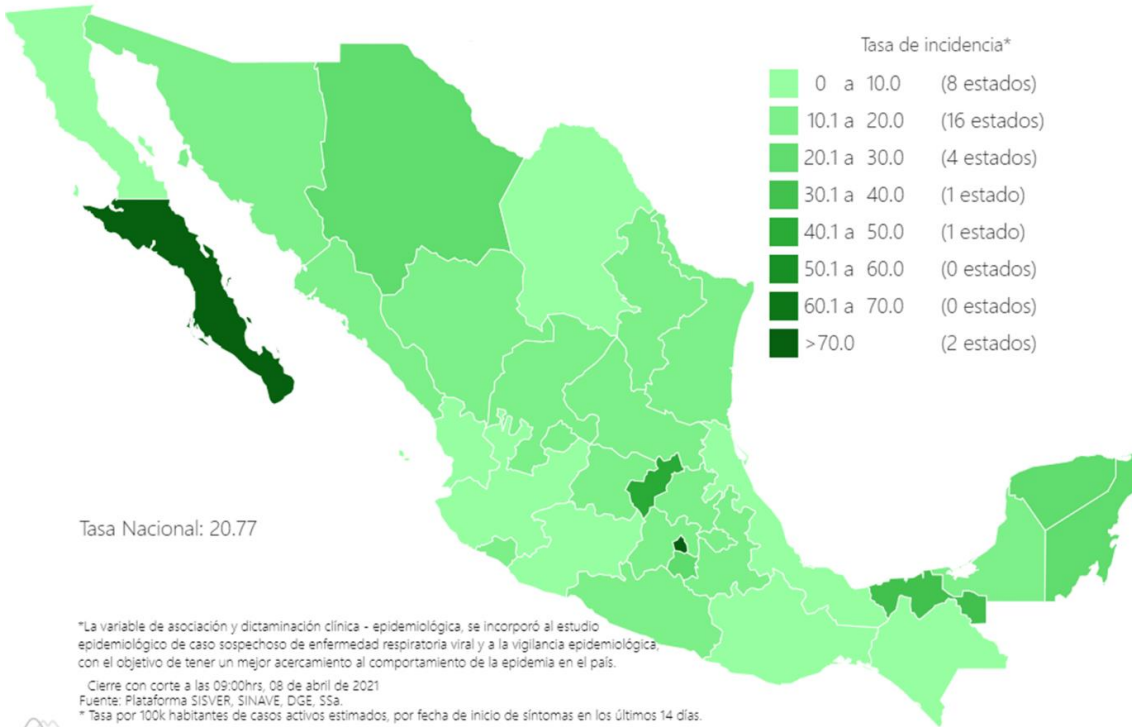 Tasa de incidencia*
0 a 10.0 (8 estados)
10.1 a 20.0 (16 estados)
20.1 a 30.0 (4 estados)
30.1 a 40.0 (1 estado)
40.1 a 50.0 (1 estado)
50.1 a 60.0 (0 estados)
60.1 a 70.0 (0 estados)
>70.0 (2 estados)
Tasa Nacional: 20.77
*La variable de asociación y dictaminación clínica - epidemiológica, se incorporó al estudio
epidemiológico de caso sospechoso de enfermedad respiratoria viral y a la vigilancia epidemiológica,
con el objetivo de tener un mejor acercamiento al comportamiento de la epidemia en el país.
Cierre con corte a las 09:00hrs, 08 de abril de 2021
Fuente: Plataforma SISVER, SINAVE, DGE, SSa.
* Tasa por 100k habitantes de casos activos estimados, por fecha de inicio de síntomas en los últimos 14 días.